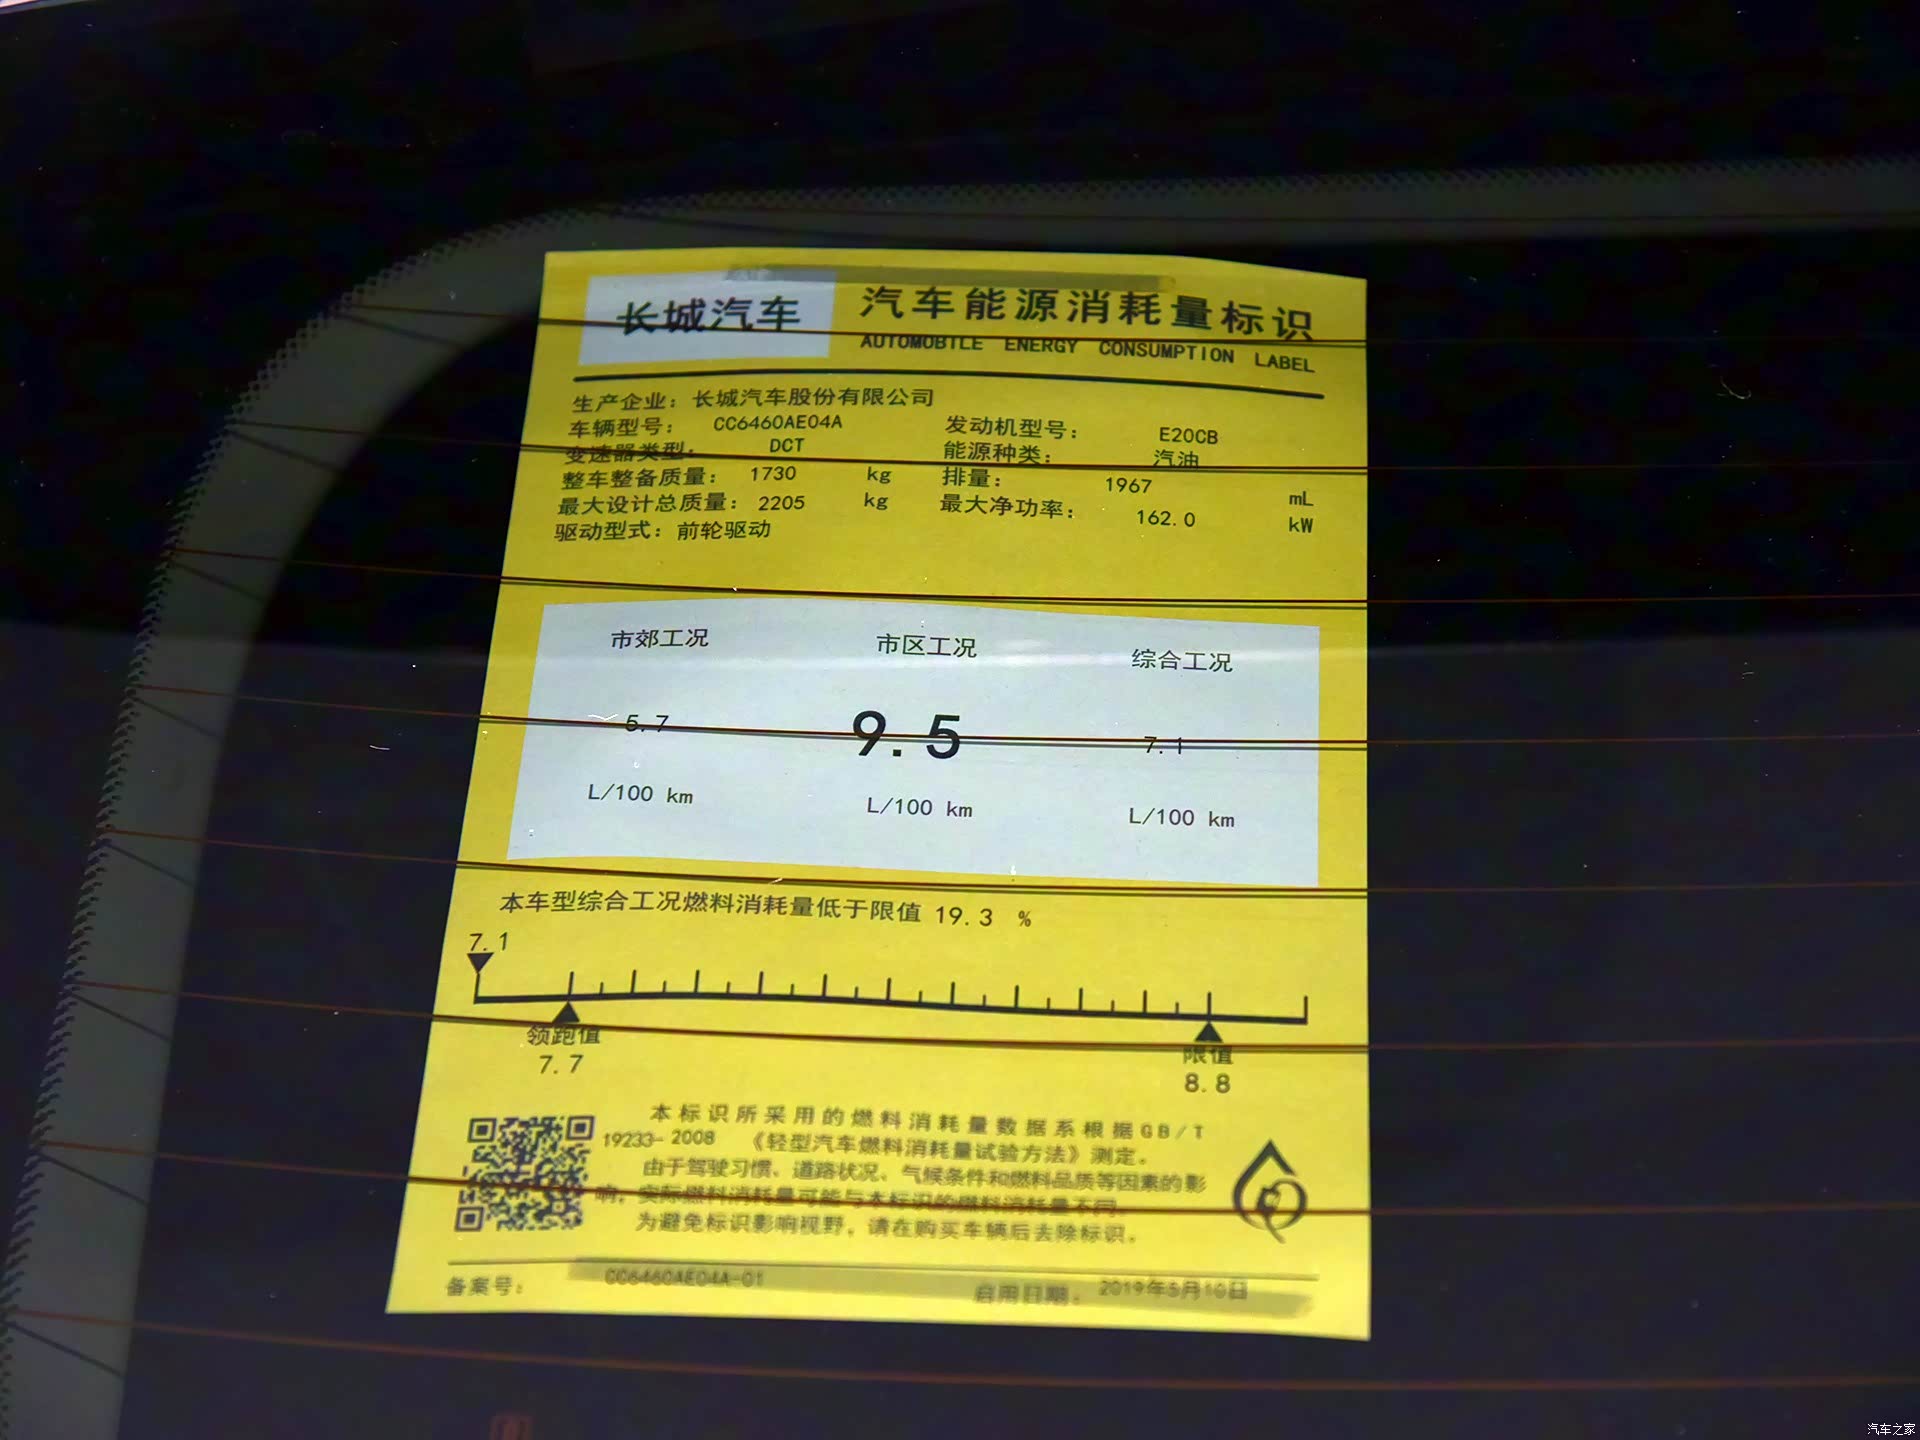 长城汽车 汽车能源消耗量标识
AUTOMOBILE ENERGY CONSUMPTION LABEL
生产企业：长城汽车股份有限公司
车辆型号： CC6460AE04A 发动机型号： E20CB
变速器类型： DCT 能源种类： 汽油
整车整备质量： 1730 kg 排量： 1967 mL
最大设计总质量： 2205 kg 最大净功率： 162.0 kW
驱动型式：前轮驱动
市郊工况 市区工况 综合工况
5.7 9.5 7.1
L/100 km L/100 km L/100 km
本车型综合工况燃料消耗量低于限值 19.3 %
7.1
领跑值 限值
7.7 8.8
本标识所采用的燃料消耗量数据系根据GB/T
19233-2008 《轻型汽车燃料消耗量试验方法》测定。
由于驾驶习惯、道路状况、气候条件和燃料品质等因素的影
响，实际燃料消耗量可能与本标识的燃料消耗量不同。
为避免标识影响视野，请在购买车辆后去除标识。
备案号： CC6460AE04A-01 启用日期： 2019年5月10日
汽车之家